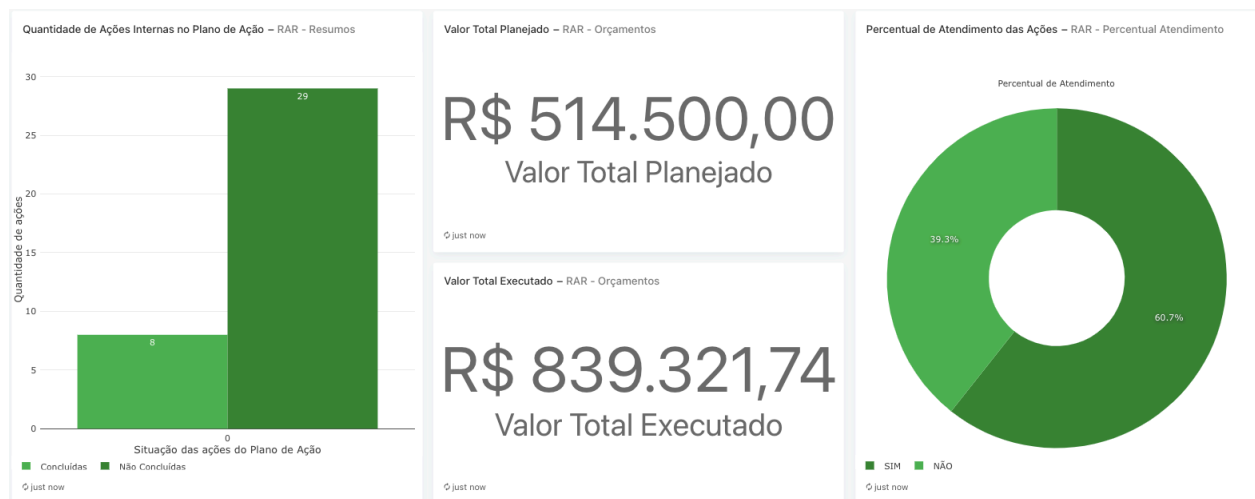 Quantidade de Ações Internas no Plano de Ação – RAR - Resumos
30
25
20
15
10
5
0
Quantidade de ações
8
29
0
Situação das ações do Plano de Ação
Concluídas Não Concluídas
just now
Valor Total Planejado – RAR - Orçamentos
R$ 514.500,00
Valor Total Planejado
just now
Valor Total Executado – RAR - Orçamentos
R$ 839.321,74
Valor Total Executado
just now
Percentual de Atendimento das Ações – RAR - Percentual Atendimento
Percentual de Atendimento
39.3%
60.7%
SIM NÃO
just now